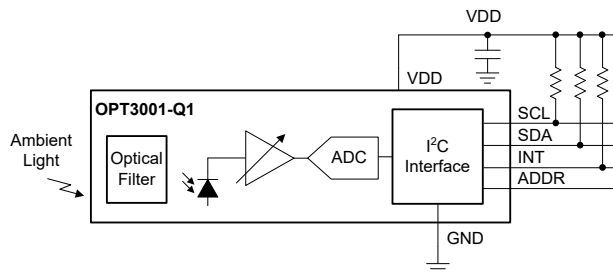 VDD
VDD
OPT3001-Q1
SCL
SDA
INT
ADDR
Ambient
Light
Optical
Filter
ADC
I²C
Interface
GND